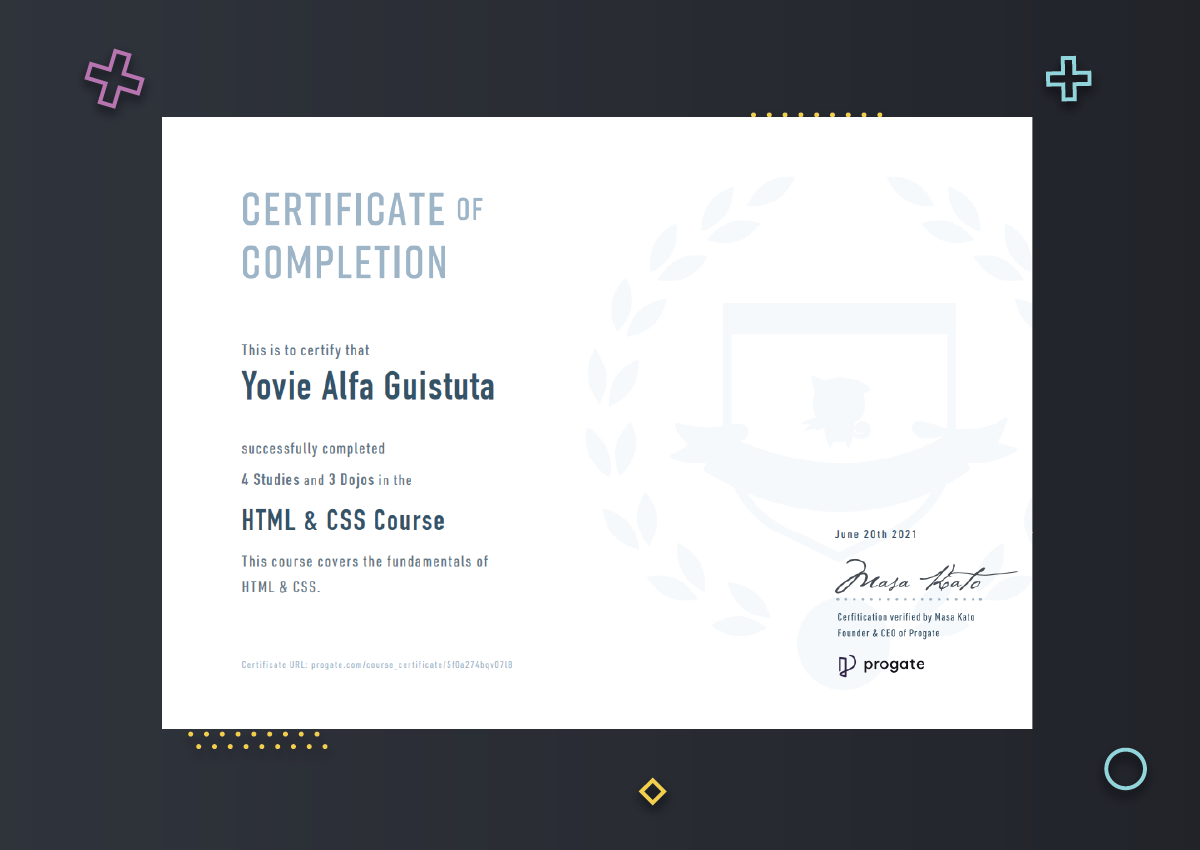 CERTIFICATE OF
COMPLETION
This is to certify that
Yovie Alfa Guistuta
successfully completed
4 Studies and 3 Dojos in the
HTML & CSS Course
This course covers the fundamentals of
HTML & CSS.
June 20th 2021
Masa Kato
Cerfitication verified by Masa Kato
Founder & CEO of Progate
progate
Certificate URL: progate.com/course_certificate/5f0a274bqv07l8